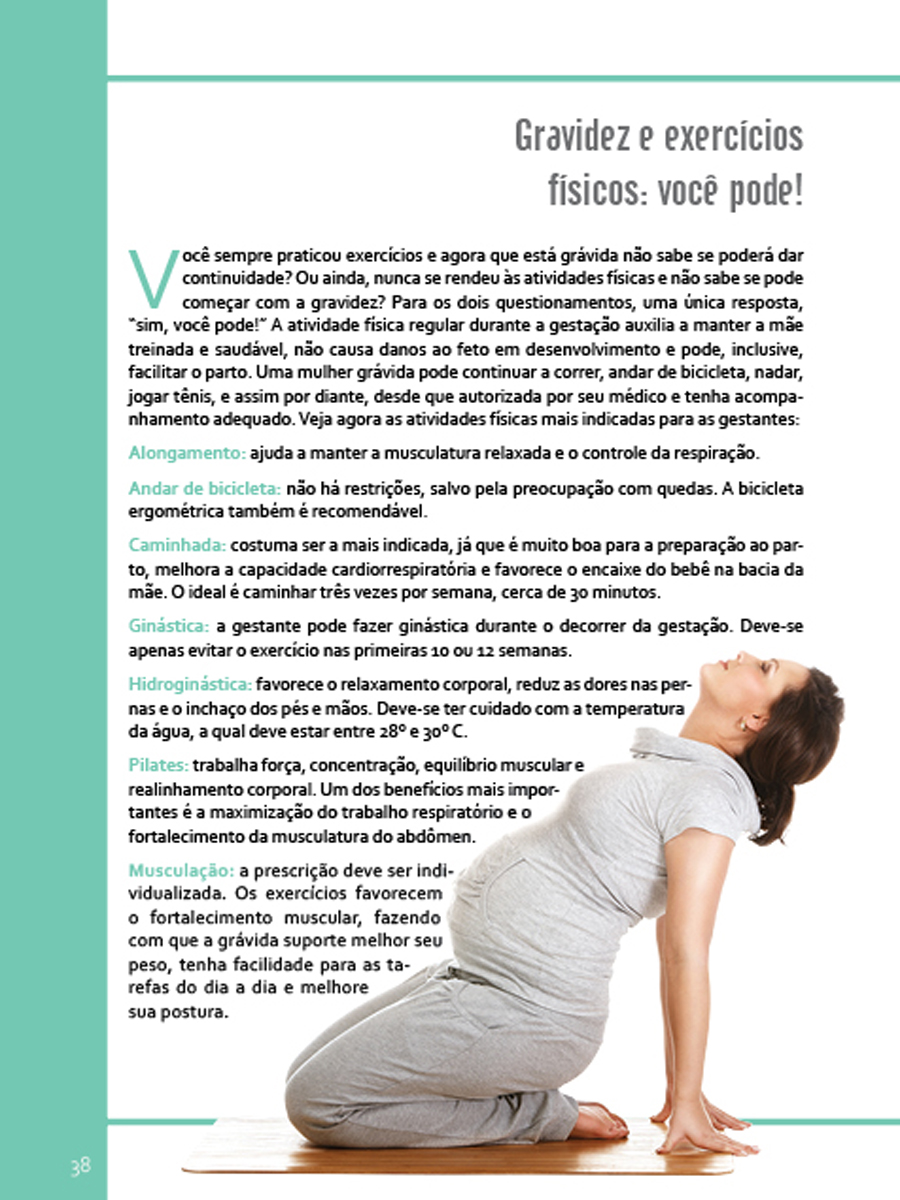 Gravidez e exercícios
físicos: você pode!
Você sempre praticou exercícios e agora que está grávida não sabe se poderá dar
continuidade? Ou ainda, nunca se rendeu às atividades físicas e não sabe se pode
começar com a gravidez? Para os dois questionamentos, uma única resposta,
“sim, você pode!” A atividade física regular durante a gestação auxilia a manter a mãe
treinada e saudável, não causa danos ao feto em desenvolvimento e pode, inclusive,
facilitar o parto. Uma mulher grávida pode continuar a correr, andar de bicicleta, nadar,
jogar tênis, e assim por diante, desde que autorizada por seu médico e tenha acompa-
nhamento adequado. Veja agora as atividades físicas mais indicadas para as gestantes:
Alongamento: ajuda a manter a musculatura relaxada e o controle da respiração.
Andar de bicicleta: não há restrições, salvo pela preocupação com quedas. A bicicleta
ergométrica também é recomendável.
Caminhada: costuma ser a mais indicada, já que é muito boa para a preparação ao par-
to, melhora a capacidade cardiorrespiratória e favorece o encaixe do bebê na bacia da
mãe. O ideal é caminhar três vezes por semana, cerca de 30 minutos.
Ginástica: a gestante pode fazer ginástica durante o decorrer da gestação. Deve-se
apenas evitar o exercício nas primeiras 10 ou 12 semanas.
Hidroginástica: favorece o relaxamento corporal, reduz as dores nas per-
nas e o inchaço dos pés e mãos. Deve-se ter cuidado com a temperatura
da água, a qual deve estar entre 28º e 30º C.
Pilates: trabalha força, concentração, equilíbrio muscular e
realinhamento corporal. Um dos benefícios mais impor-
tantes é a maximização do trabalho respiratório e o
fortalecimento da musculatura do abdômen.
Musculação: a prescrição deve ser indi-
vidualizada. Os exercícios favorecem
o fortalecimento muscular, fazendo
com que a grávida suporte melhor seu
peso, tenha facilidade para as ta-
refas do dia a dia e melhore
sua postura.
38